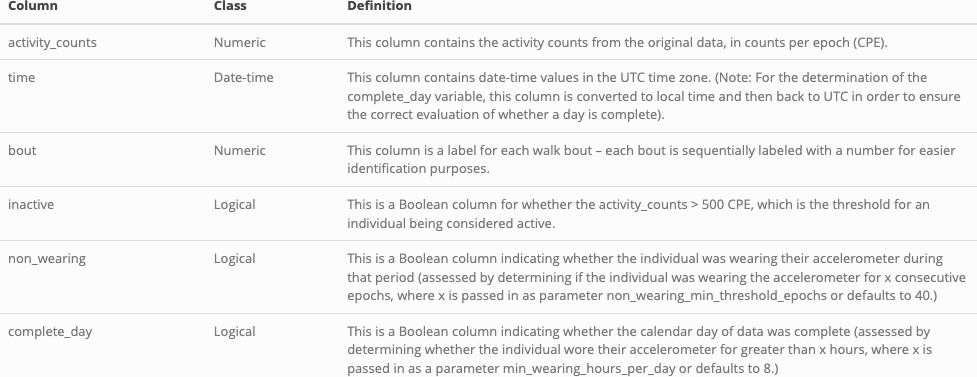 Column Class Definition
activity_counts Numeric This column contains the activity counts from the original data, in counts per epoch (CPE).
time Date-time This column contains date-time values in the UTC time zone. (Note: For the determination of the
complete_day variable, this column is converted to local time and then back to UTC in order to ensure
the correct evaluation of whether a day is complete).
bout Numeric This column is a label for each walk bout – each bout is sequentially labeled with a number for easier
identification purposes.
inactive Logical This is a Boolean column for whether the activity_counts > 500 CPE, which is the threshold for an
individual being considered active.
non_wearing Logical This is a Boolean column indicating whether the individual was wearing their accelerometer during
that period (assessed by determining if the individual was wearing the accelerometer for x consecutive
epochs, where x is passed in as parameter non_wearing_min_threshold_epochs or defaults to 40.)
complete_day Logical This is a Boolean column indicating whether the calendar day of data was complete (assessed by
determining whether the individual wore their accelerometer for greater than x hours, where x is
passed in as a parameter min_wearing_hours_per_day or defaults to 8.)